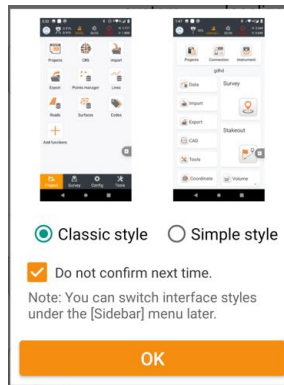 Projects
CRS
Import
Export
Points manager
Lines
Roads
Surfaces
Codes
Add functions
Project
Survey
Config
Tools
Projects
Connection
Instrument
Data
Survey
Import
Export
Stakeout
CAD
Tools
Coordinate
Volume
Classic style
Simple style
Do not confirm next time.
Note: You can switch interface styles
under the [Sidebar] menu later.
OK